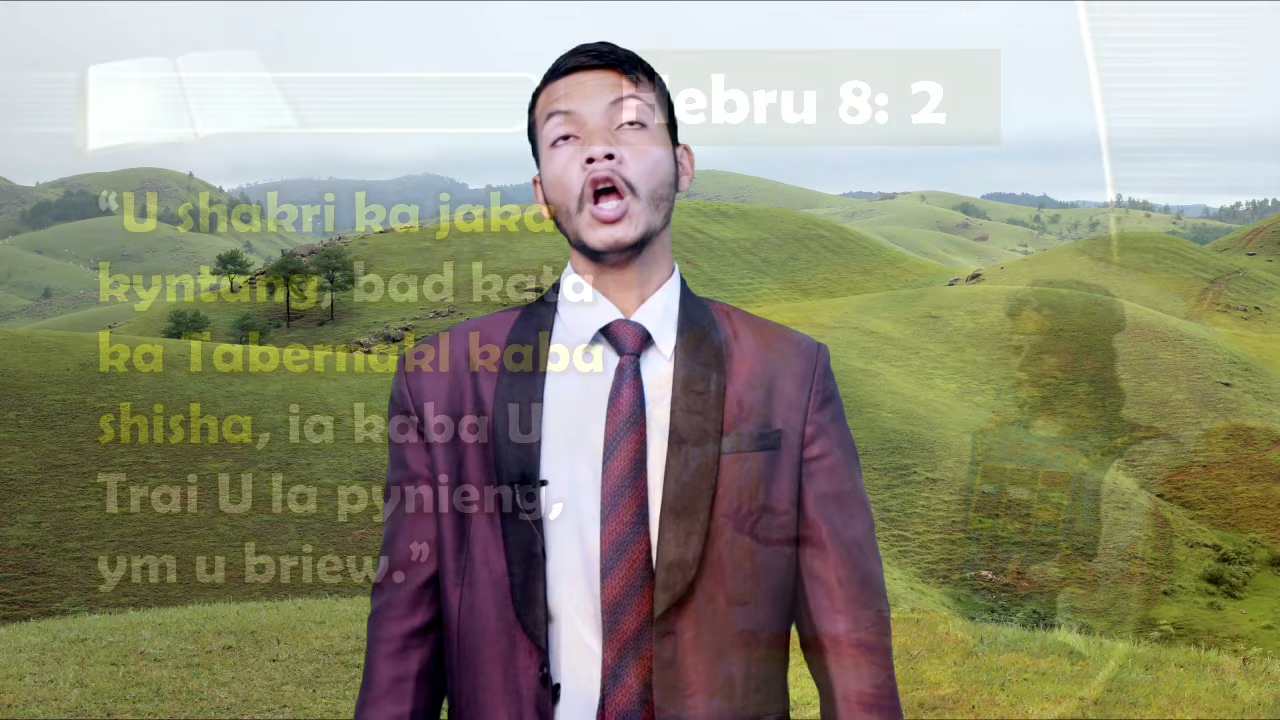 Hebru 8: 2
“U shakri ka jaka
kyntang, bad kata
ka Tabernakl kaba
shisha, ia kaba U
Trai U la pynieng,
ym u briew.”